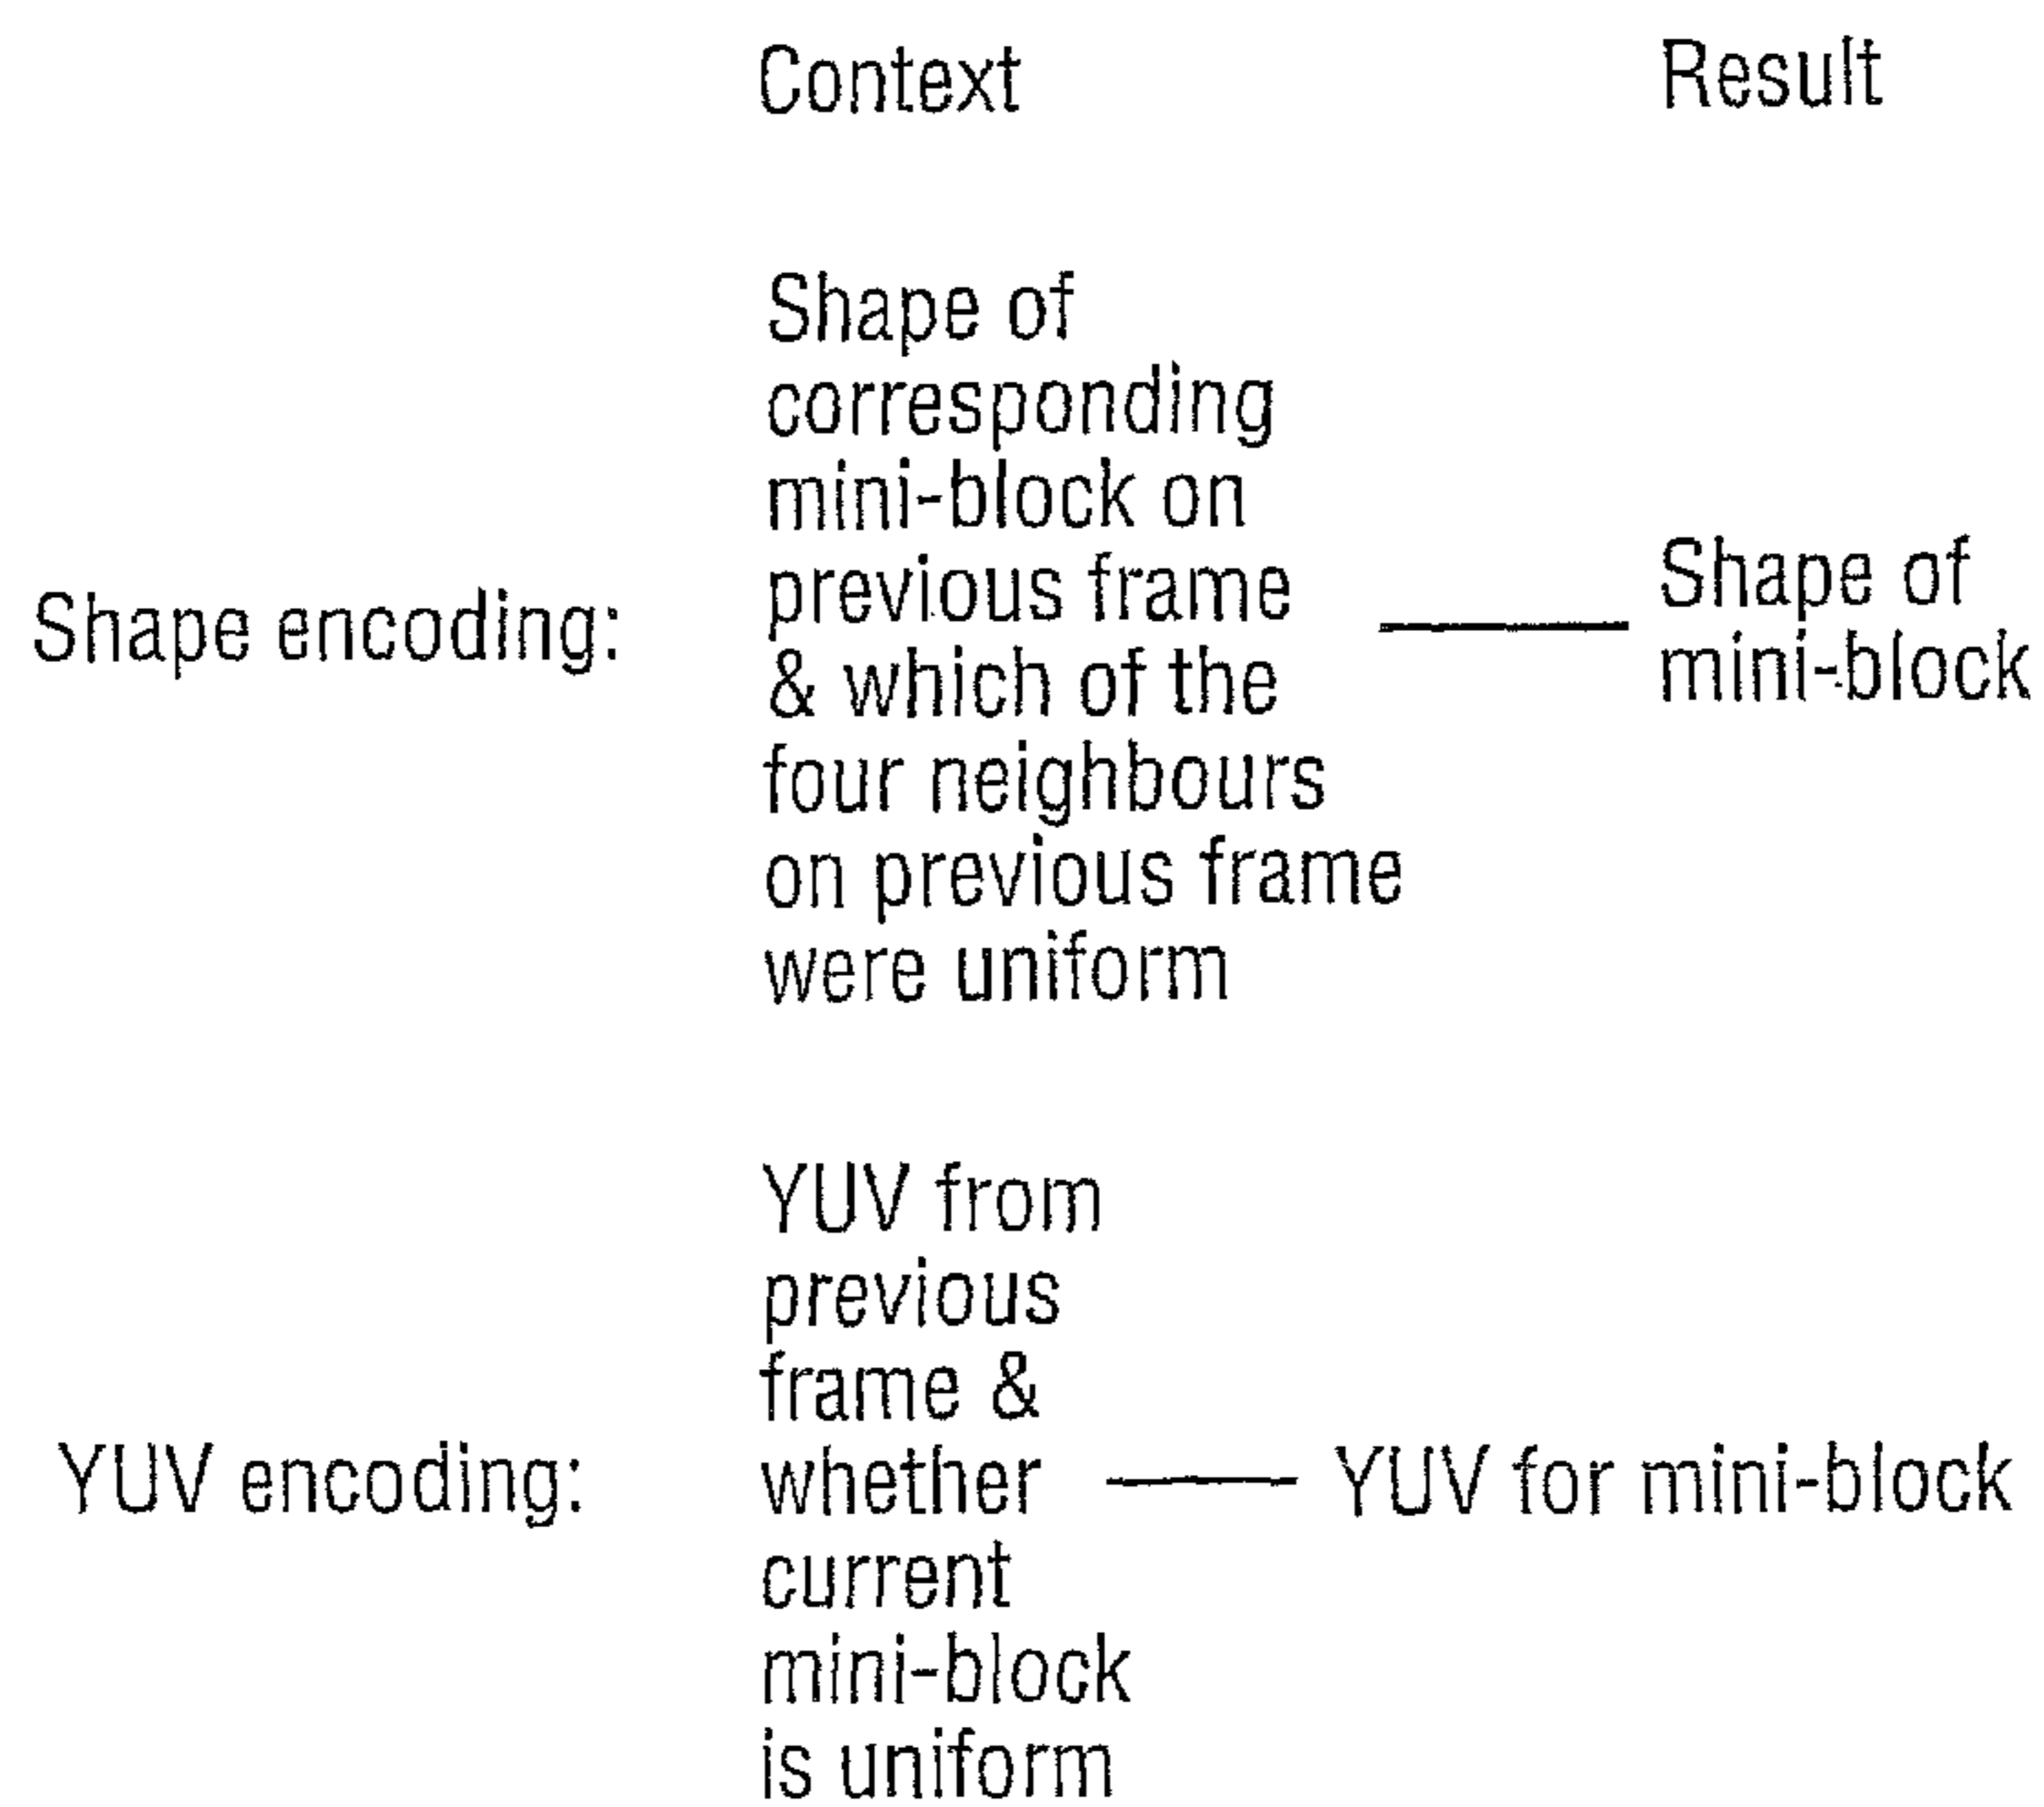 Context Result
Shape encoding:
Shape of
corresponding
mini-block on
previous frame
& which of the
four neighbours
on previous frame
were uniform
Shape of
mini-block
YUV encoding:
YUV from
previous
frame &
whether
current
mini-block
is uniform
YUV for mini-block